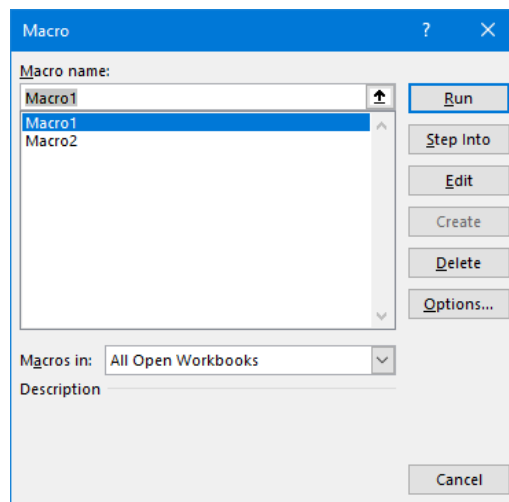 Macro ?
Macro name:
Macro1
Run
Macro1
Macro2
Step Into
Edit
Create
Delete
Options...
Macros in: All Open Workbooks
Description
Cancel